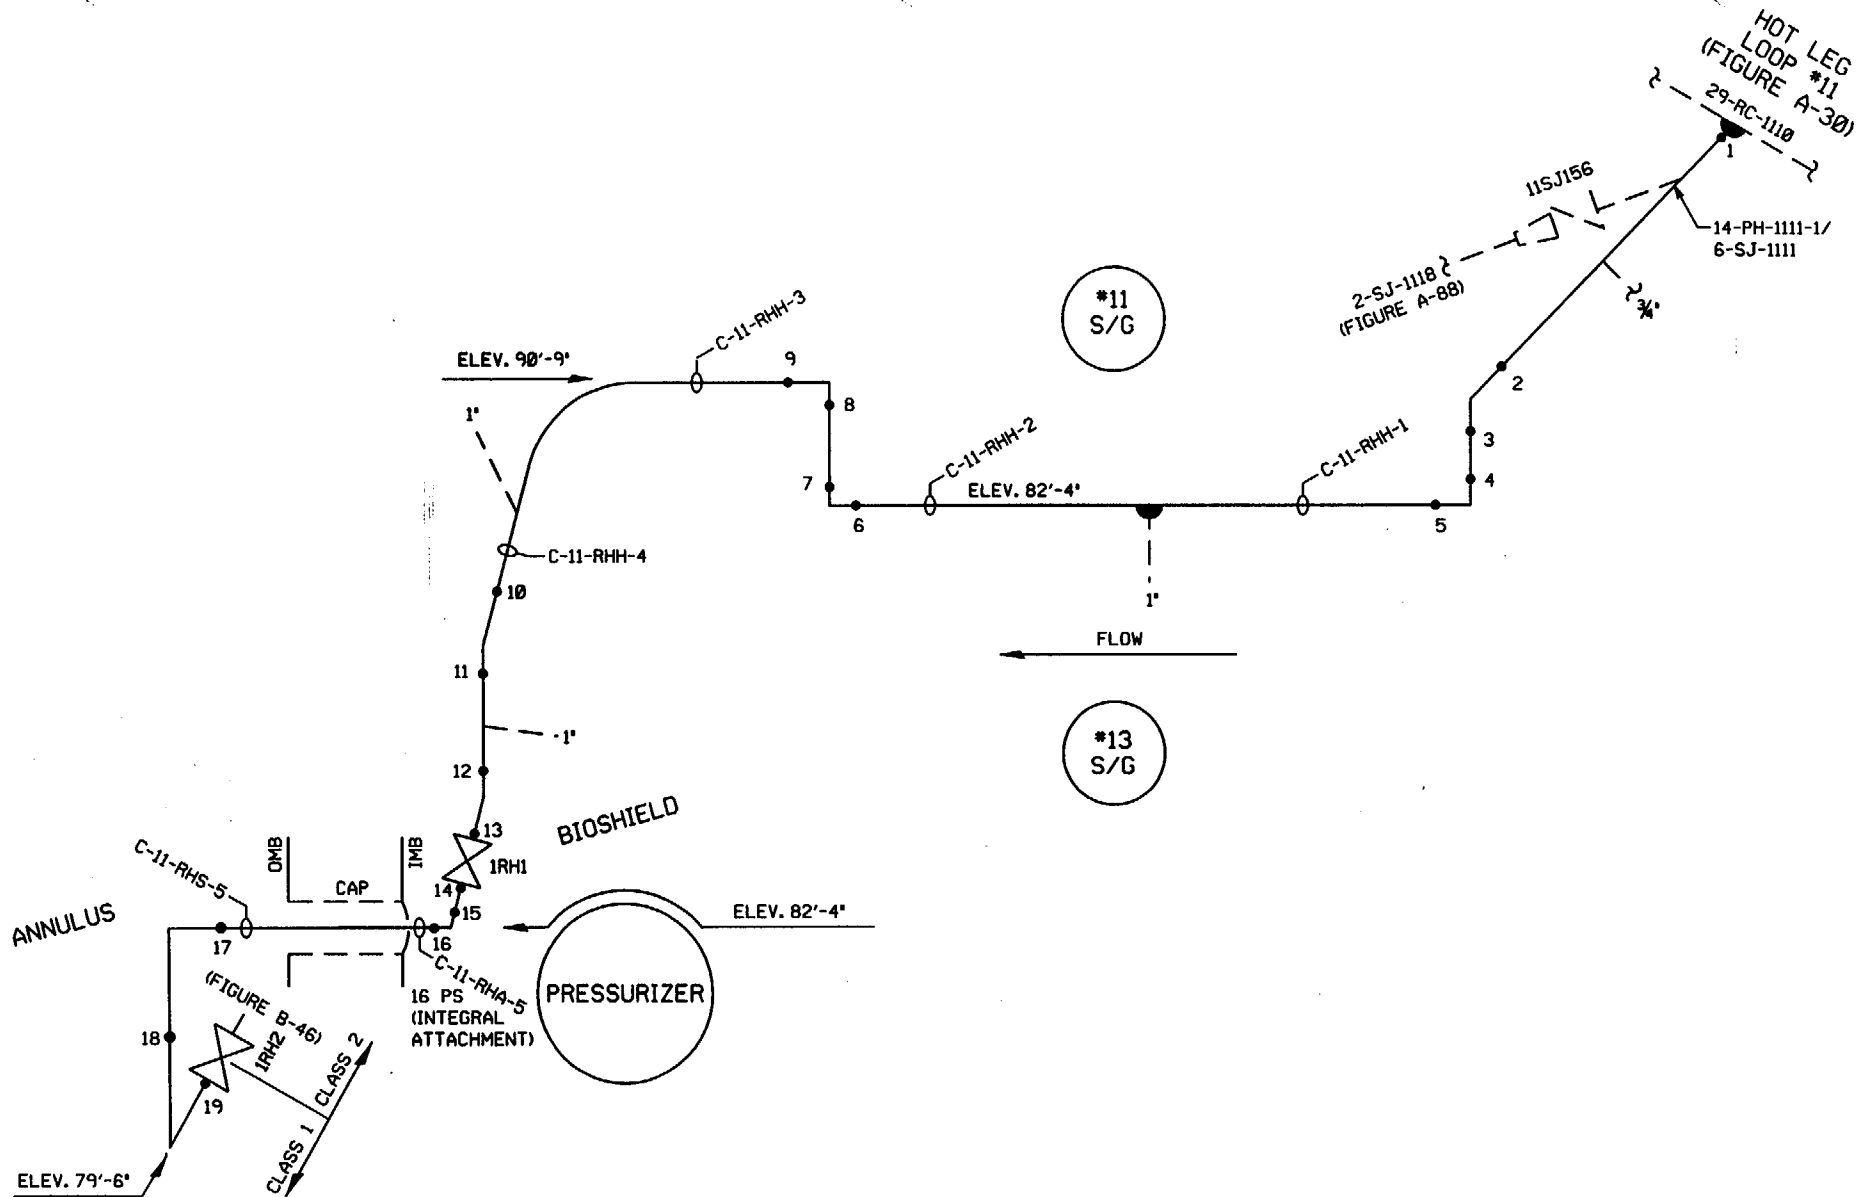 HOT LEG
LOOP #11
(FIGURE A-30)
29-RC-1110
1
11SJ156
14-PH-1111-1/
6-SJ-1111
2-SJ-1118
(FIGURE A-88)
3/4"
#11
S/G
C-11-RHH-3
ELEV. 90'-9"
9
2
8
1"
C-11-RHH-2
C-11-RHH-1
3
7
ELEV. 82'-4"
4
6
5
C-11-RHH-4
10
1"
FLOW
11
#13
S/G
1"
12
BIOSHIELD
13
C-11-RHS-5
OMB
IMB
1RH1
CAP
14
15
ELEV. 82'-4"
ANNULUS
17
16
C-11-RHA-5
16 PS
(INTEGRAL
ATTACHMENT)
PRESSURIZER
(FIGURE B-46)
1RH2
18
19
CLASS 2
CLASS 1
ELEV. 79'-6"